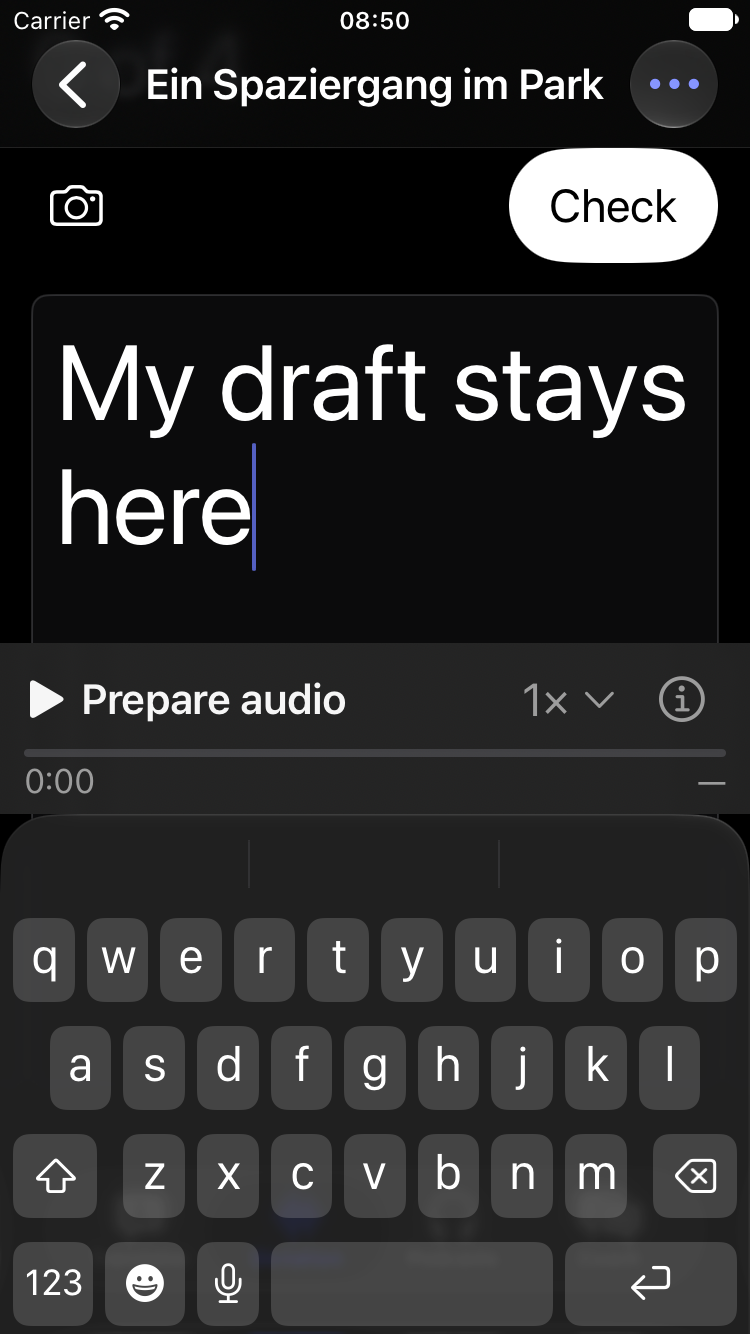 Carrier 08:50
Ein Spaziergang im Park
Check
My draft stays
here
Prepare audio 1×
0:00 –
q w e r t y u i o p
a s d f g h j k l
z x c v b n m
123